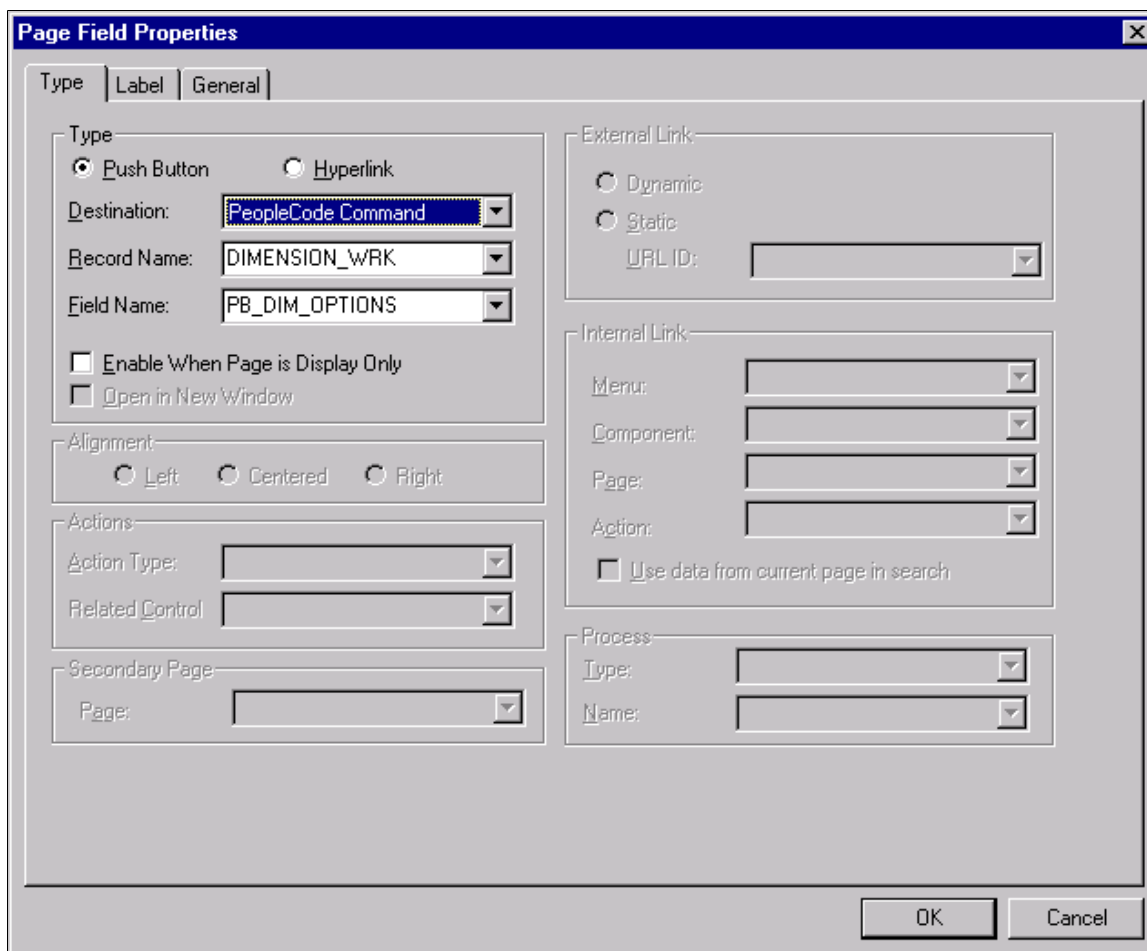 Page Field Properties
Type Label General
Type
Push Button Hyperlink
Destination: PeopleCode Command
Record Name: DIMENSION_WRK
Field Name: PB_DIM_OPTIONS
Enable When Page is Display Only
Open in New Window
Alignment
Left Centered Right
Actions
Action Type:
Related Control
Secondary Page
Page:
External Link
Dynamic
Static
URL ID:
Internal Link
Menu:
Component:
Page:
Action:
Use data from current page in search
Process
Type:
Name:
OK Cancel